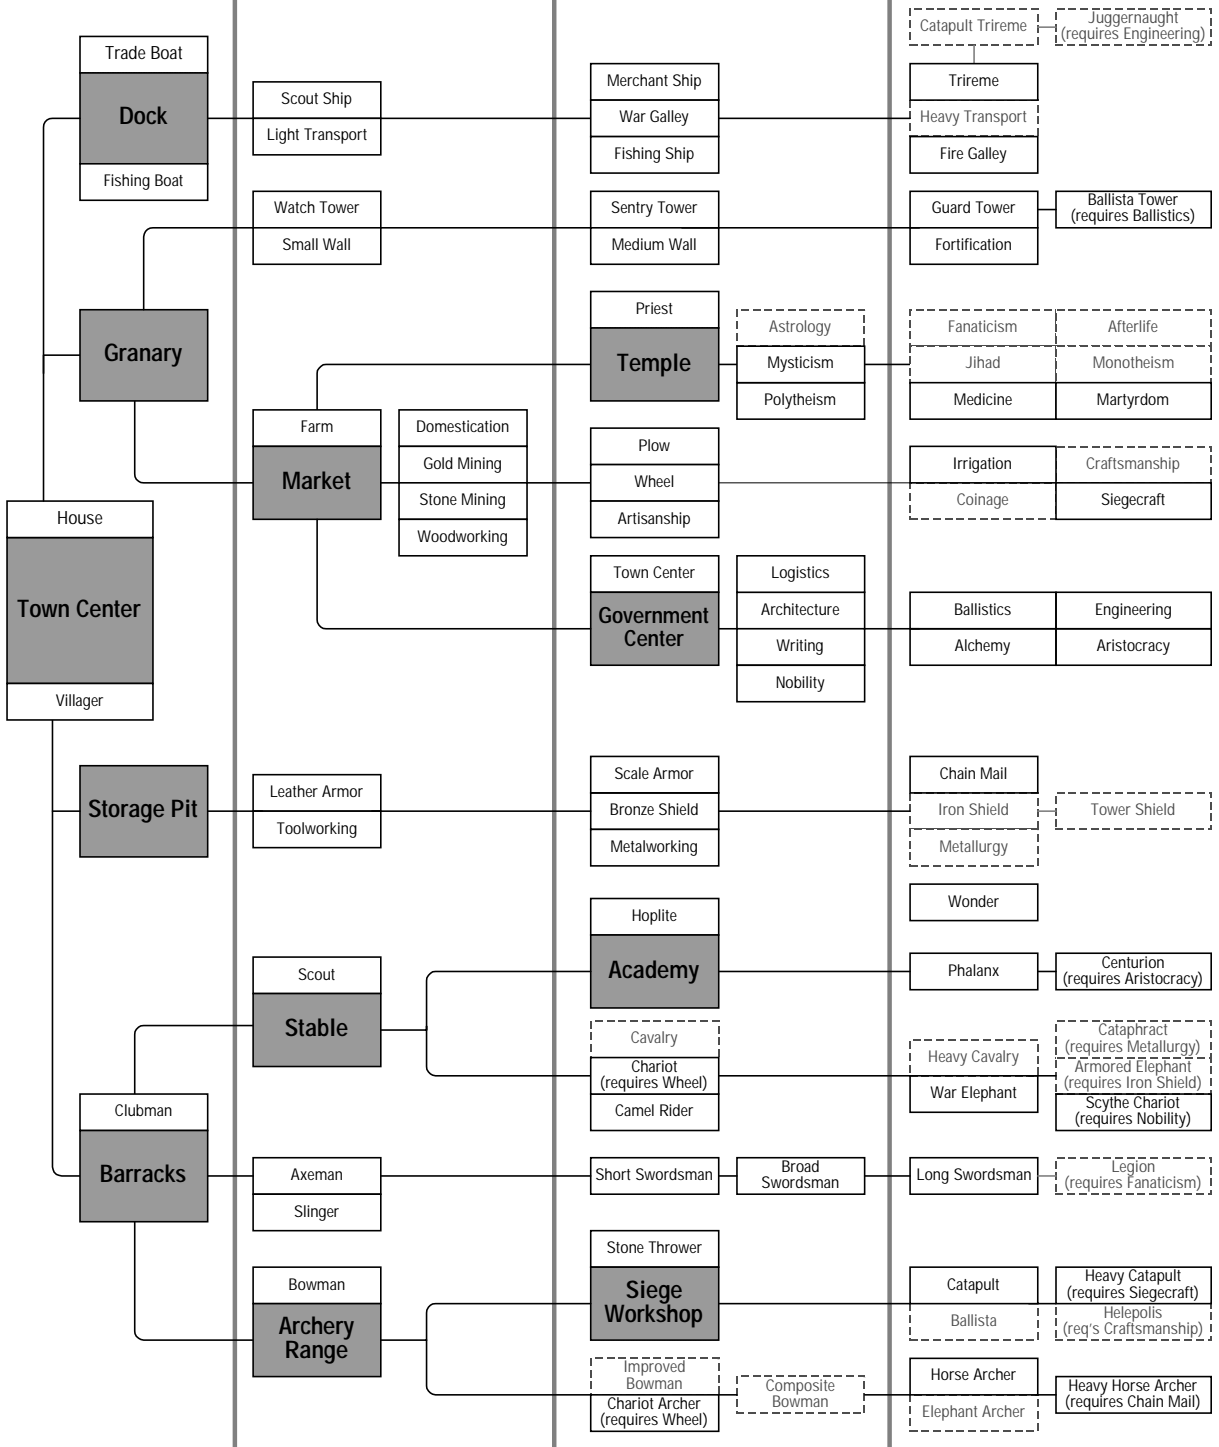 Catapult Trireme
Juggernaught
(requires Engineering)
Trade Boat
Dock
Fishing Boat
Scout Ship
Light Transport
Merchant Ship
War Galley
Fishing Ship
Trireme
Heavy Transport
Fire Galley
Watch Tower
Small Wall
Sentry Tower
Medium Wall
Guard Tower
Fortification
Ballista Tower
(requires Ballistics)
Granary
Priest
Temple
Astrology
Mysticism
Polytheism
Fanaticism
Afterlife
Jihad
Monotheism
Medicine
Martyrdom
Farm
Market
Domestication
Gold Mining
Stone Mining
Woodworking
Plow
Wheel
Artisanship
Irrigation
Craftsmanship
Coinage
Siegecraft
House
Town Center
Villager
Town Center
Government
Center
Logistics
Architecture
Writing
Nobility
Ballistics
Engineering
Alchemy
Aristocracy
Storage Pit
Leather Armor
Toolworking
Scale Armor
Bronze Shield
Metalworking
Chain Mail
Iron Shield
Metallurgy
Tower Shield
Wonder
Hoplite
Academy
Phalanx
Centurion
(requires Aristocracy)
Scout
Stable
Cavalry
Chariot
(requires Wheel)
Camel Rider
Heavy Cavalry
War Elephant
Cataphract
(requires Metallurgy)
Armored Elephant
(requires Iron Shield)
Scythe Chariot
(requires Nobility)
Clubman
Barracks
Axeman
Slinger
Short Swordsman
Broad
Swordsman
Long Swordsman
Legion
(requires Fanaticism)
Stone Thrower
Siege
Workshop
Catapult
Ballista
Heavy Catapult
(requires Siegecraft)
Helepolis
(req's Craftsmanship)
Bowman
Archery
Range
Improved
Bowman
Chariot Archer
(requires Wheel)
Composite
Bowman
Horse Archer
Elephant Archer
Heavy Horse Archer
(requires Chain Mail)